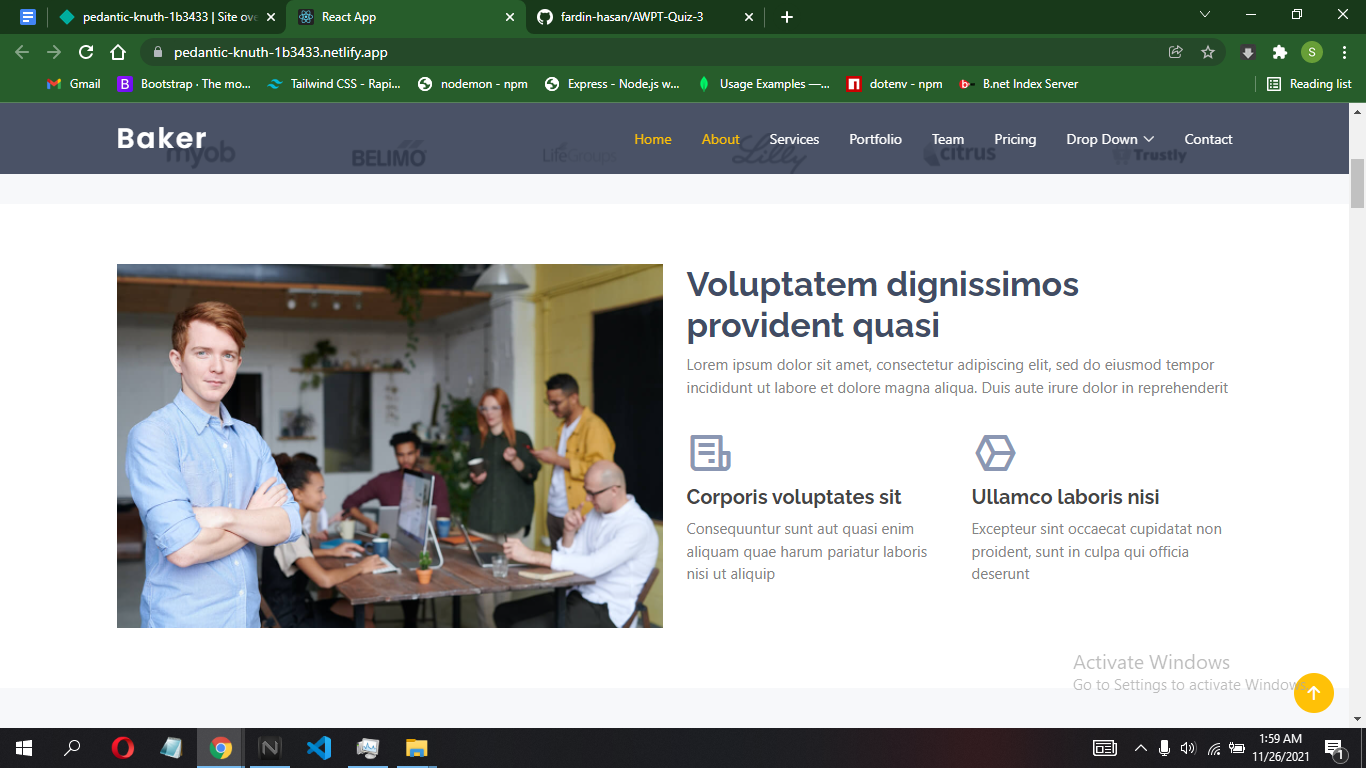 pedantic-knuth-1b3433 | Site ove
React App
fardin-hasan/AWPT-Quiz-3
pedantic-knuth-1b3433.netlify.app
S
Gmail
B Bootstrap · The mo...
Tailwind CSS - Rapi...
nodemon - npm
Express - Node.js w...
Usage Examples —...
dotenv - npm
B.net Index Server
Reading list
Baker
Home
About
Services
Portfolio
Team
Pricing
Drop Down
Contact
myob
BELIMO
LifeGroups
Lilly
citrus
Trustly
Voluptatem dignissimos
provident quasi
Lorem ipsum dolor sit amet, consectetur adipiscing elit, sed do eiusmod tempor
incididunt ut labore et dolore magna aliqua. Duis aute irure dolor in reprehenderit
Corporis voluptates sit
Consequuntur sunt aut quasi enim
aliquam quae harum pariatur laboris
nisi ut aliquip
Ullamco laboris nisi
Excepteur sint occaecat cupidatat non
proident, sunt in culpa qui officia
deserunt
Activate Windows
Go to Settings to activate Windows.
N
1:59 AM
11/26/2021
1